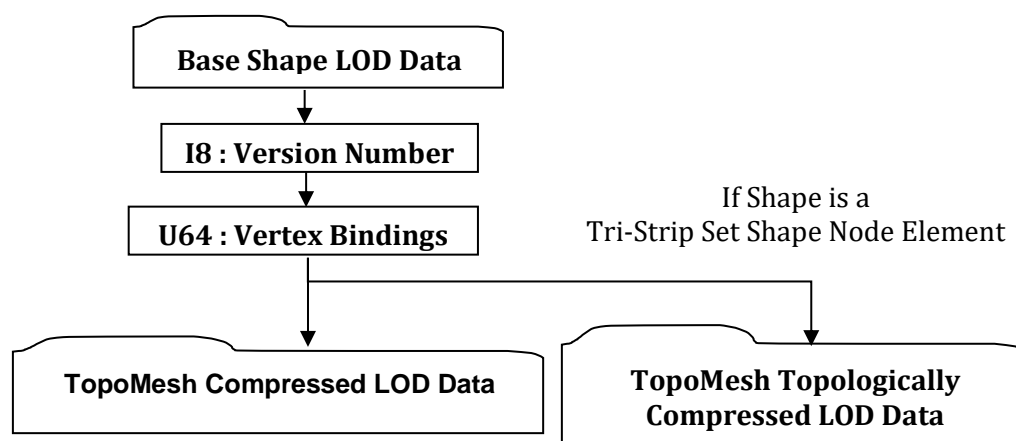 Base Shape LOD Data
I8 : Version Number
U64 : Vertex Bindings
If Shape is a
Tri-Strip Set Shape Node Element
TopoMesh Compressed LOD Data
TopoMesh Topologically
Compressed LOD Data